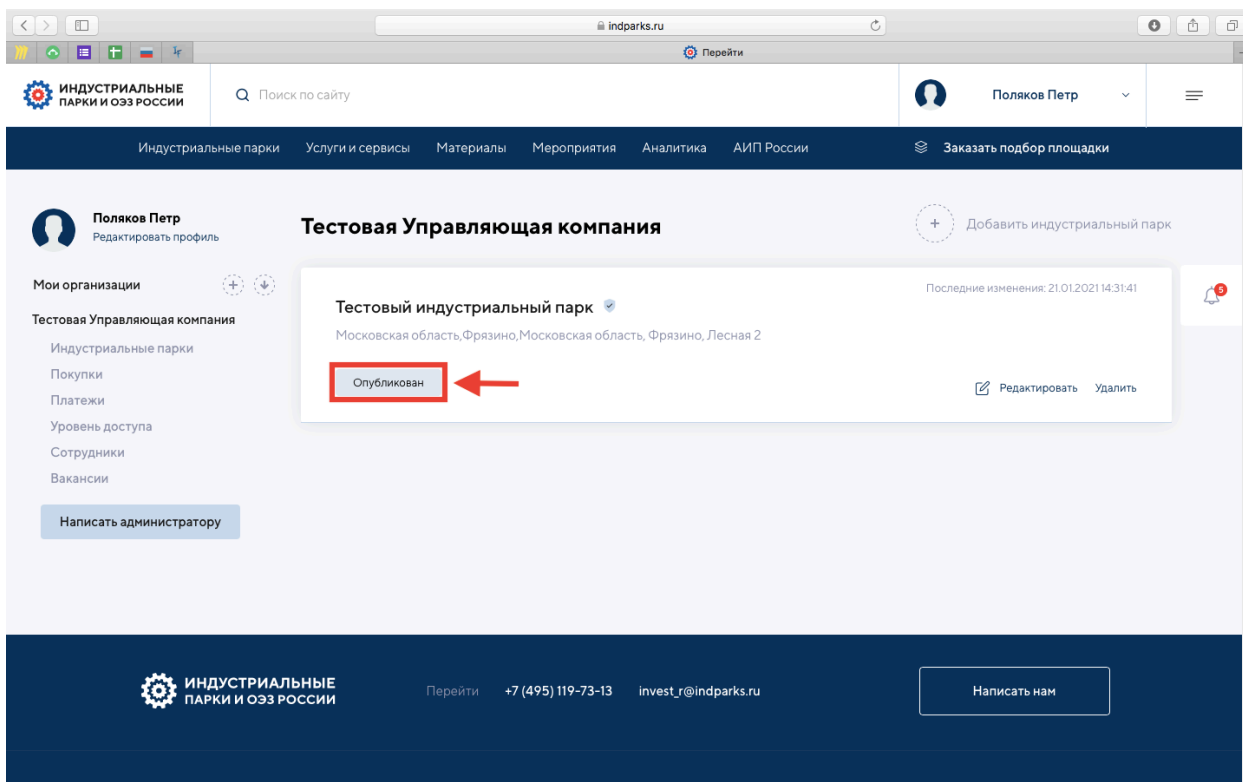 indparks.ru
Перейти
ИНДУСТРИАЛЬНЫЕ
ПАРКИ И ОЭЗ РОССИИ
Поиск по сайту
Поляков Петр
Индустриальные парки
Услуги и сервисы
Материалы
Мероприятия
Аналитика
АИП России
Заказать подбор площадки
Поляков Петр
Редактировать профиль
Тестовая Управляющая компания
Добавить индустриальный парк
Мои организации
Тестовая Управляющая компания
Индустриальные парки
Покупки
Платежи
Уровень доступа
Сотрудники
Вакансии
Написать администратору
Последние изменения: 21.01.2021 14:31:41
5
Тестовый индустриальный парк
Московская область,Фрязино,Московская область, Фрязино, Лесная 2
Опубликован
Редактировать
Удалить
ИНДУСТРИАЛЬНЫЕ
ПАРКИ И ОЭЗ РОССИИ
Перейти
+7 (495) 119-73-13
invest_r@indparks.ru
Написать нам